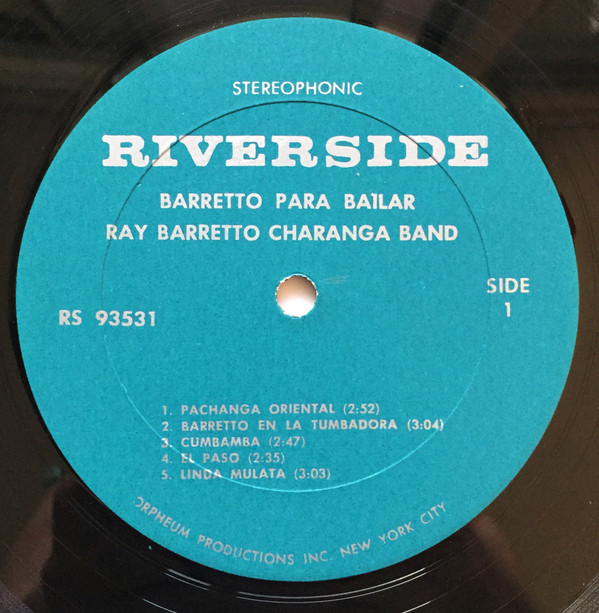 STEREOPHONIC
RIVERSIDE
BARRETTO PARA BAILAR
RAY BARRETTO CHARANGA BAND
SIDE
1
RS 93531
1. PACHANGA ORIENTAL (2:52)
2. BARRETTO EN LA TUMBADORA (3:04)
3. CUMBAMBA (2:47)
4. EL PASO (2:35)
5. LINDA MULATA (3:03)
ORPHEUM PRODUCTIONS INC. NEW YORK CITY